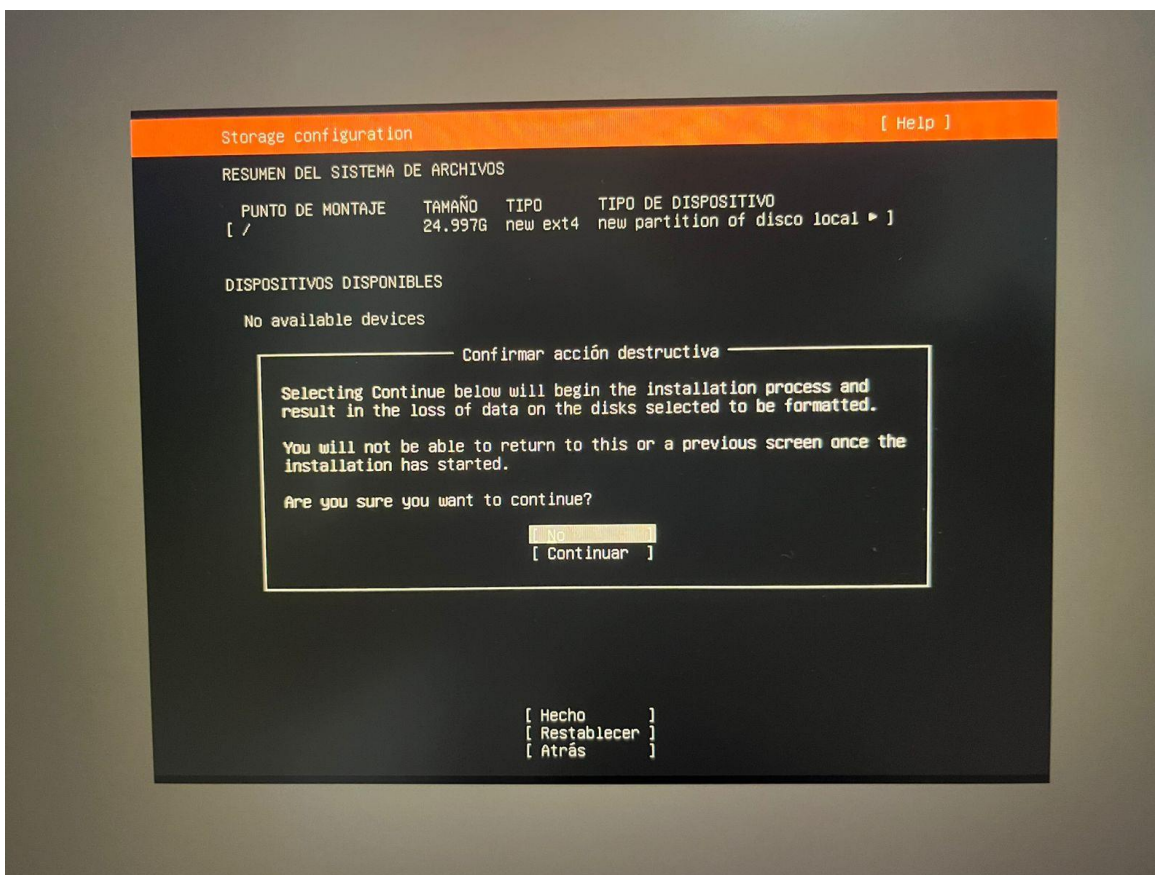 Storage configuration [ Help ]
RESUMEN DEL SISTEMA DE ARCHIVOS
PUNTO DE MONTAJE TAMAÑO TIPO TIPO DE DISPOSITIVO
[ / 24.997G new ext4 new partition of disco local ▸ ]
DISPOSITIVOS DISPONIBLES
No available devices
Confirmar acción destructiva
Selecting Continue below will begin the installation process and
result in the loss of data on the disks selected to be formatted.
You will not be able to return to this or a previous screen once the
installation has started.
Are you sure you want to continue?
[ No ]
[ Continuar ]
[ Hecho ]
[ Restablecer ]
[ Atrás ]